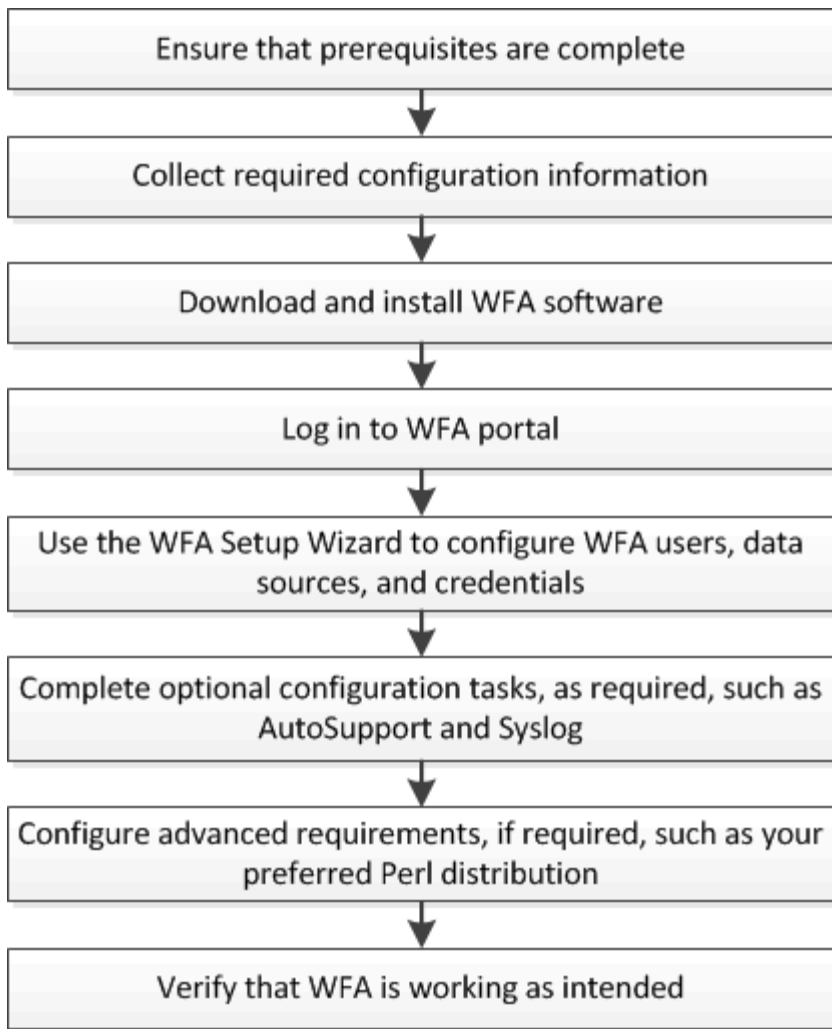 Ensure that prerequisites are complete
Collect required configuration information
Download and install WFA software
Log in to WFA portal
Use the WFA Setup Wizard to configure WFA users, data
sources, and credentials
Complete optional configuration tasks, as required, such as
AutoSupport and Syslog
Configure advanced requirements, if required, such as your
preferred Perl distribution
Verify that WFA is working as intended